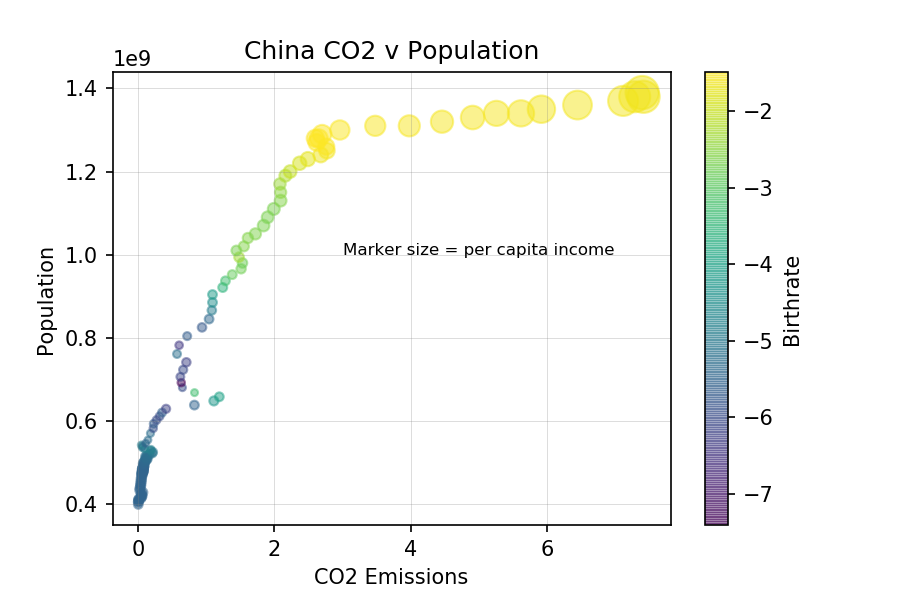 China CO2 v Population
1e9
1.4
1.2
1.0
0.8
0.6
0.4
Population
Marker size = per capita income
0
2
4
6
CO2 Emissions
−2
−3
−4
−5
−6
−7
Birthrate